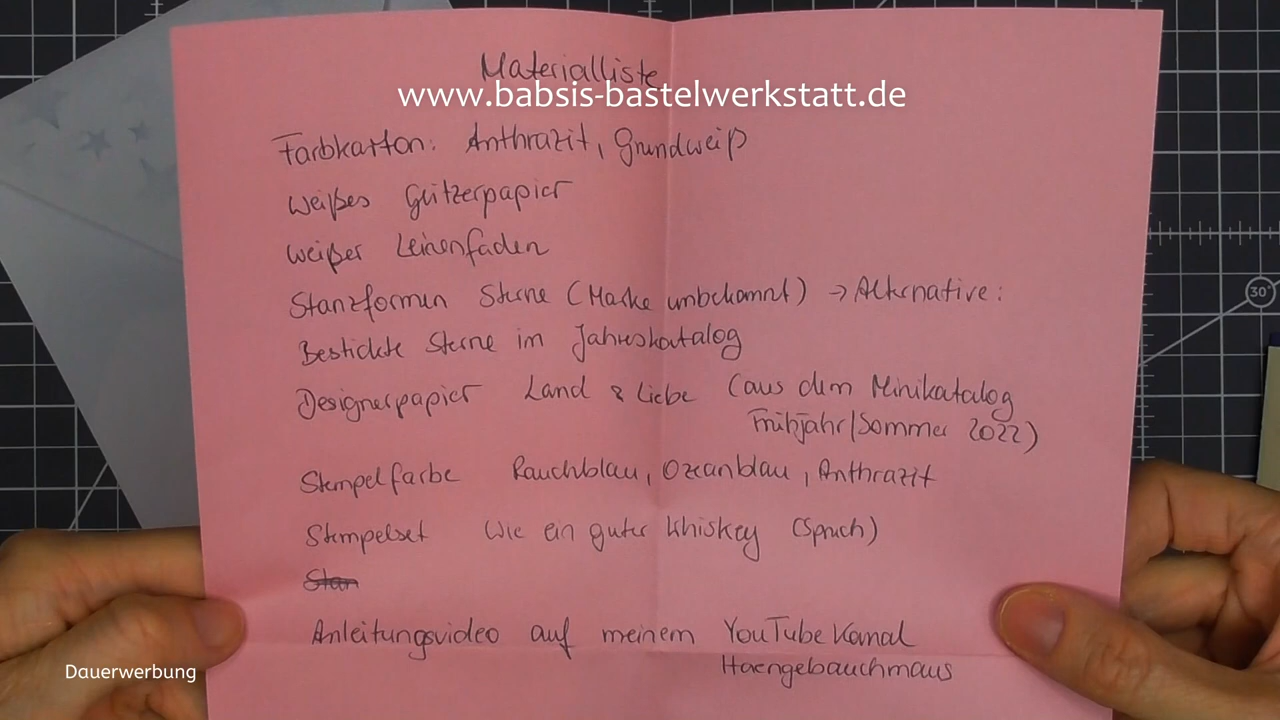 Materialliste
www.babsis-bastelwerkstatt.de
Farbkarton: Anthrazit, Grundweiß
weißes Glitzerpapier
weißer Leinenfaden
Stanzformen Sterne (Marke unbekannt) → Alternative:
Bestickte Sterne im Jahreskatalog
Designerpapier Land & Liebe (aus dem Minikatalog
Frühjahr/Sommer 2022)
Stempelfarbe Rauchblau, Ozeanblau, Anthrazit
Stempelset Wie ein guter Whiskey (Spruch)
Stan
Anleitungsvideo auf meinem YouTube Kanal
Haengebauchmaus
Dauerwerbung
30°